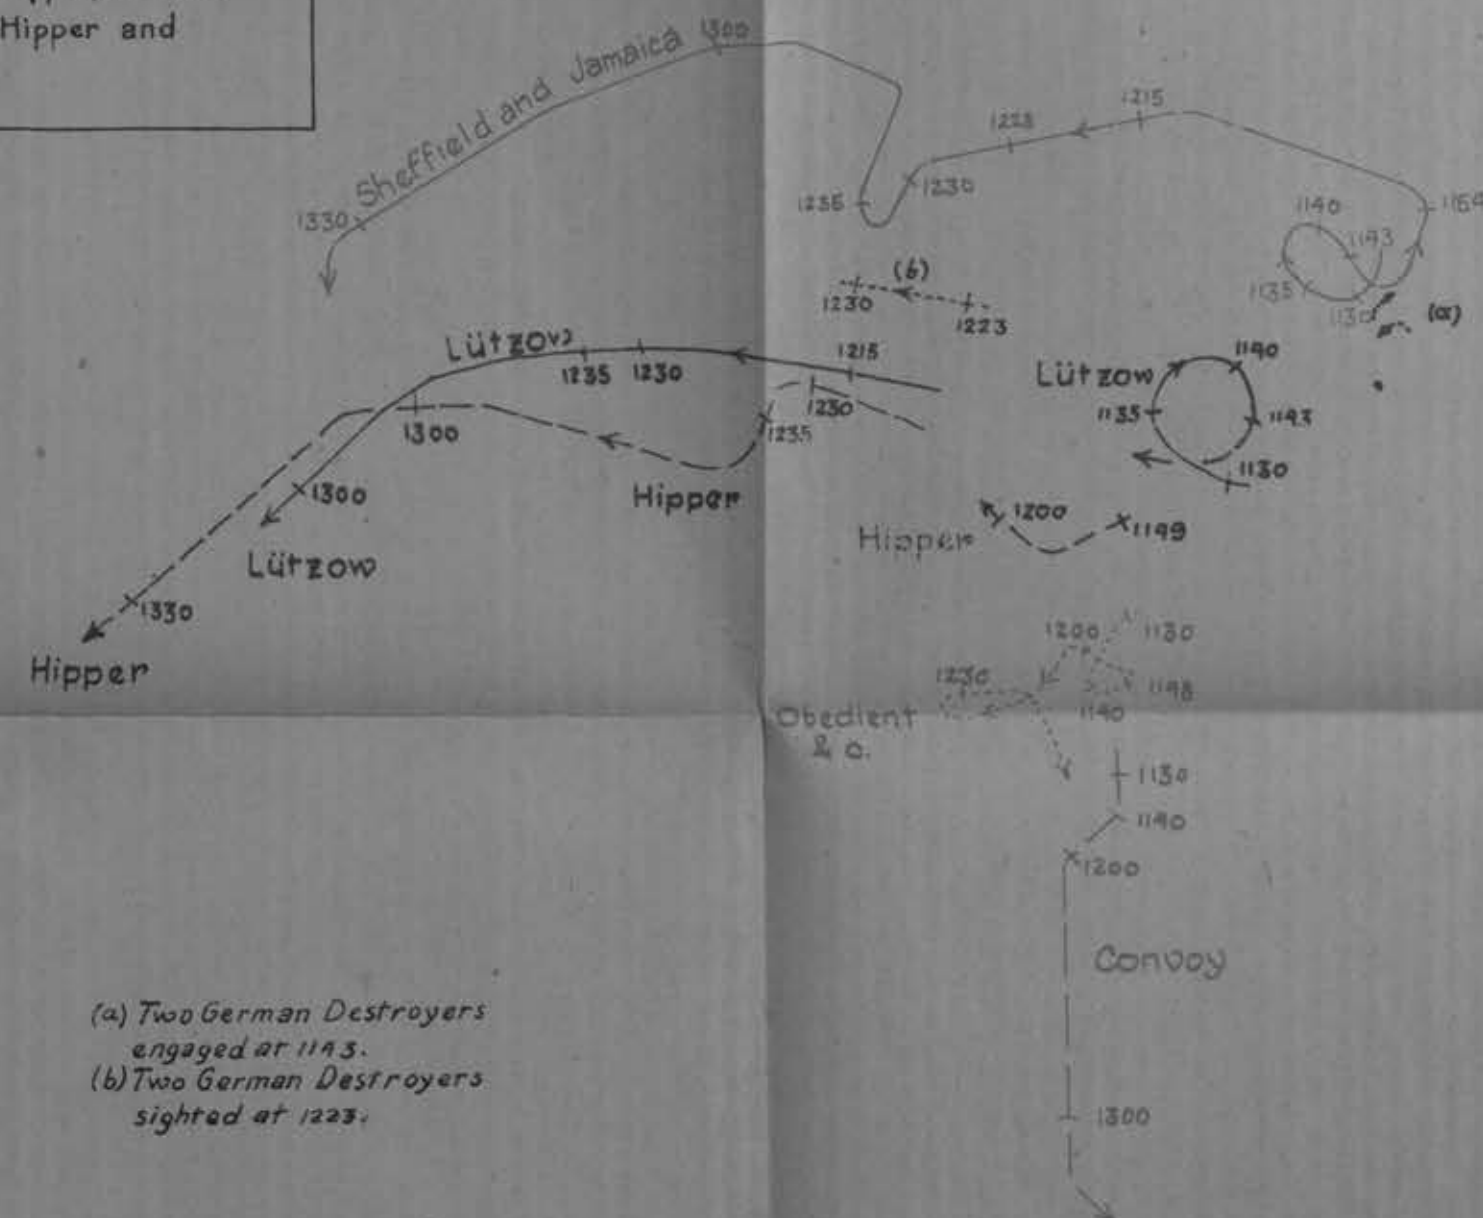 Hipper and
Sheffield and Jamaica
1300
1330
1215
1223
1230
1235
1154
1140
1143
1135
1130
(a)
(b)
1230
1223
Lützow
1235
1230
1215
1230
1235
1300
Hipper
1300
Lützow
1330
Hipper
Lützow
1140
1135
1143
1130
Hipper
1200
1149
1200
1130
1148
1140
1230
Obedient
& o.
1130
1140
1200
Convoy
1300
(a) Two German Destroyers
engaged at 1143.
(b) Two German Destroyers
sighted at 1223.